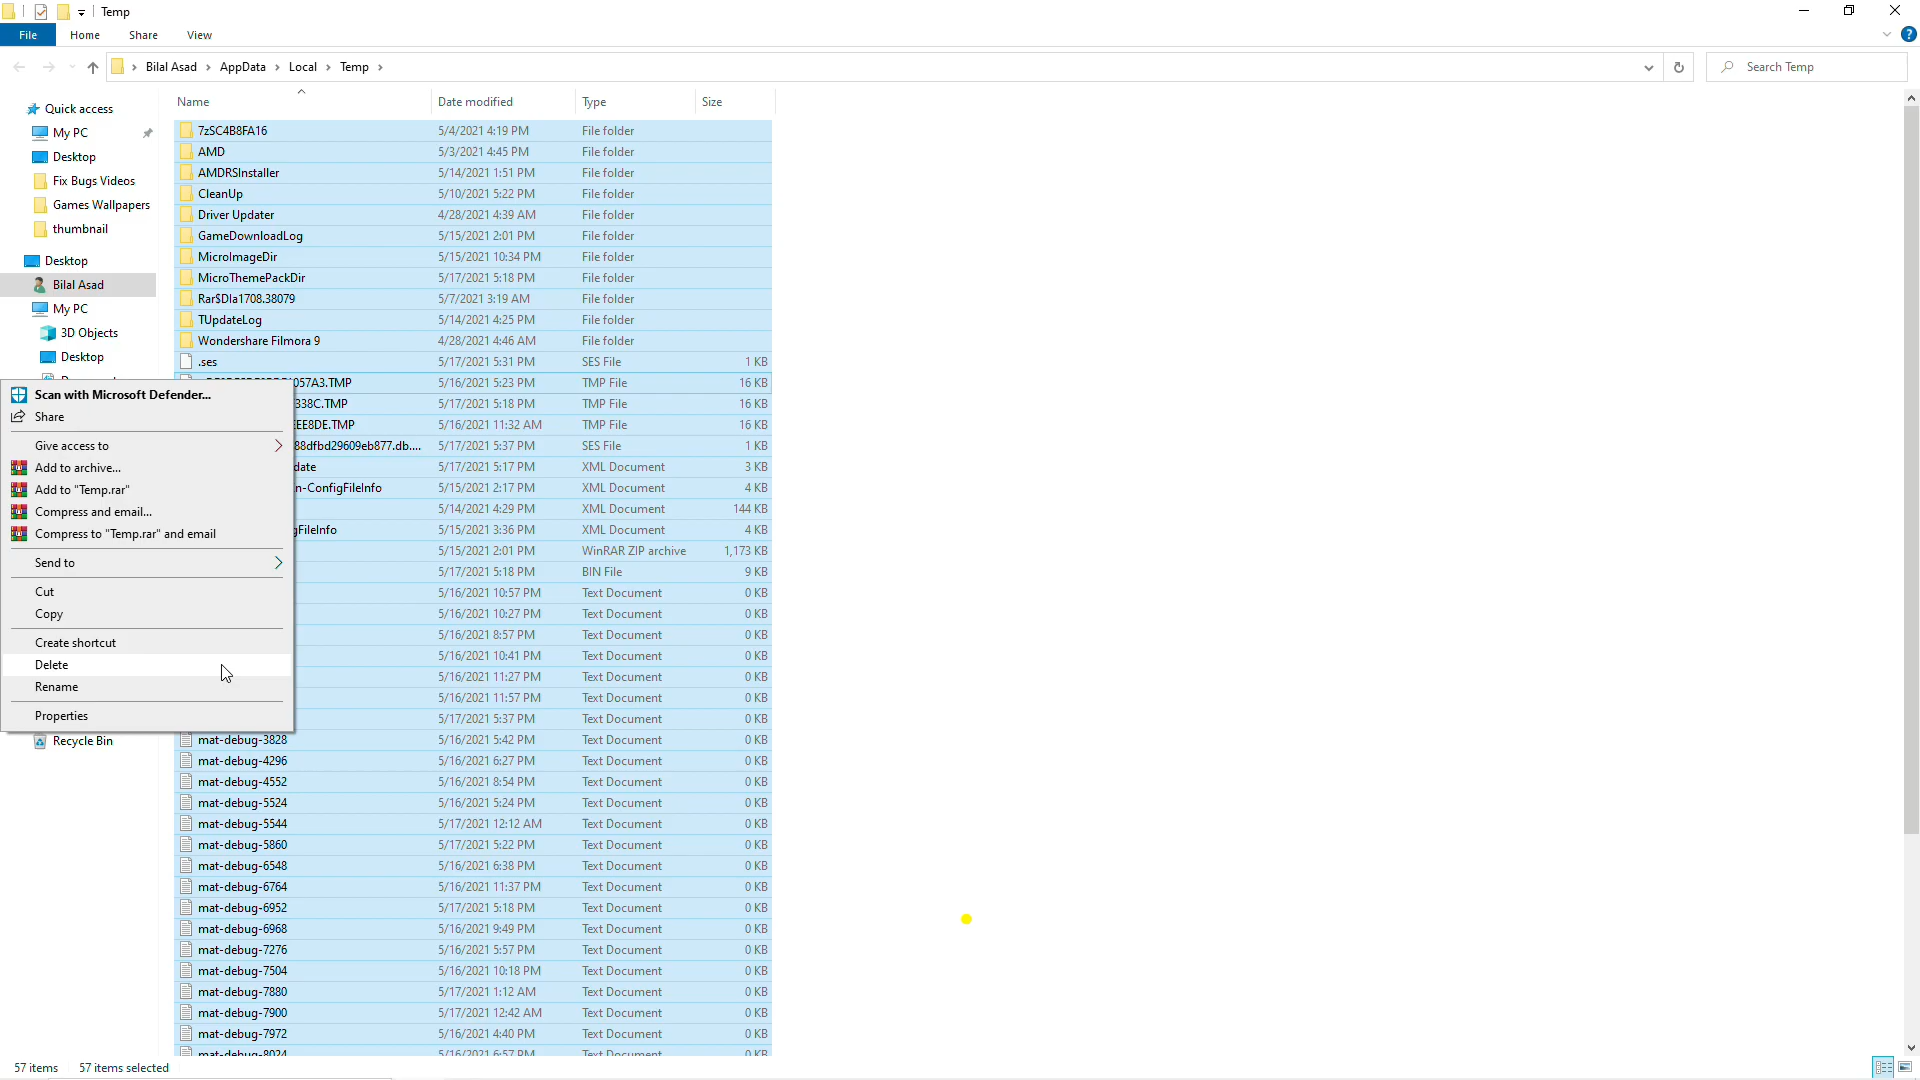 Temp
File Home Share View
Bilal Asad AppData Local Temp
Search Temp
Name Date modified Type Size
Quick access
My PC
Desktop
Fix Bugs Videos
Games Wallpapers
thumbnail
Desktop
Bilal Asad
My PC
3D Objects
Desktop
Recycle Bin
7zSC4B8FA16 5/4/2021 4:19 PM File folder
AMD 5/3/2021 4:45 PM File folder
AMDRSInstaller 5/14/2021 1:51 PM File folder
CleanUp 5/10/2021 5:22 PM File folder
Driver Updater 4/28/2021 4:39 AM File folder
GameDownloadLog 5/15/2021 2:01 PM File folder
MicroImageDir 5/15/2021 10:34 PM File folder
MicroThemePackDir 5/17/2021 5:18 PM File folder
Rar$DIa1708.38079 5/7/2021 3:19 AM File folder
TUpdateLog 5/14/2021 4:25 PM File folder
Wondershare Filmora 9 4/28/2021 4:46 AM File folder
.ses 5/17/2021 5:31 PM SES File 1 KB
057A3.TMP 5/16/2021 5:23 PM TMP File 16 KB
338C.TMP 5/17/2021 5:18 PM TMP File 16 KB
EE8DE.TMP 5/16/2021 11:32 AM TMP File 16 KB
88dfbd29609eb877.db.... 5/17/2021 5:37 PM SES File 1 KB
date 5/17/2021 5:17 PM XML Document 3 KB
n-ConfigFileInfo 5/15/2021 2:17 PM XML Document 4 KB
5/14/2021 4:29 PM XML Document 144 KB
gFileInfo 5/15/2021 3:36 PM XML Document 4 KB
5/15/2021 2:01 PM WinRAR ZIP archive 1,173 KB
5/17/2021 5:18 PM BIN File 9 KB
5/16/2021 10:57 PM Text Document 0 KB
5/16/2021 10:27 PM Text Document 0 KB
5/16/2021 8:57 PM Text Document 0 KB
5/16/2021 10:41 PM Text Document 0 KB
5/16/2021 11:27 PM Text Document 0 KB
5/16/2021 11:57 PM Text Document 0 KB
5/17/2021 5:37 PM Text Document 0 KB
mat-debug-3828 5/16/2021 5:42 PM Text Document 0 KB
mat-debug-4296 5/16/2021 6:27 PM Text Document 0 KB
mat-debug-4552 5/16/2021 8:54 PM Text Document 0 KB
mat-debug-5524 5/16/2021 5:24 PM Text Document 0 KB
mat-debug-5544 5/17/2021 12:12 AM Text Document 0 KB
mat-debug-5860 5/17/2021 5:22 PM Text Document 0 KB
mat-debug-6548 5/16/2021 6:38 PM Text Document 0 KB
mat-debug-6764 5/16/2021 11:37 PM Text Document 0 KB
mat-debug-6952 5/17/2021 5:18 PM Text Document 0 KB
mat-debug-6968 5/16/2021 9:49 PM Text Document 0 KB
mat-debug-7276 5/16/2021 5:57 PM Text Document 0 KB
mat-debug-7504 5/16/2021 10:18 PM Text Document 0 KB
mat-debug-7880 5/17/2021 1:12 AM Text Document 0 KB
mat-debug-7900 5/17/2021 12:42 AM Text Document 0 KB
mat-debug-7972 5/16/2021 4:40 PM Text Document 0 KB
mat-debug-8024 5/16/2021 6:57 PM Text Document 0 KB
Scan with Microsoft Defender...
Share
Give access to
Add to archive...
Add to "Temp.rar"
Compress and email...
Compress to "Temp.rar" and email
Send to
Cut
Copy
Create shortcut
Delete
Rename
Properties
57 items 57 items selected